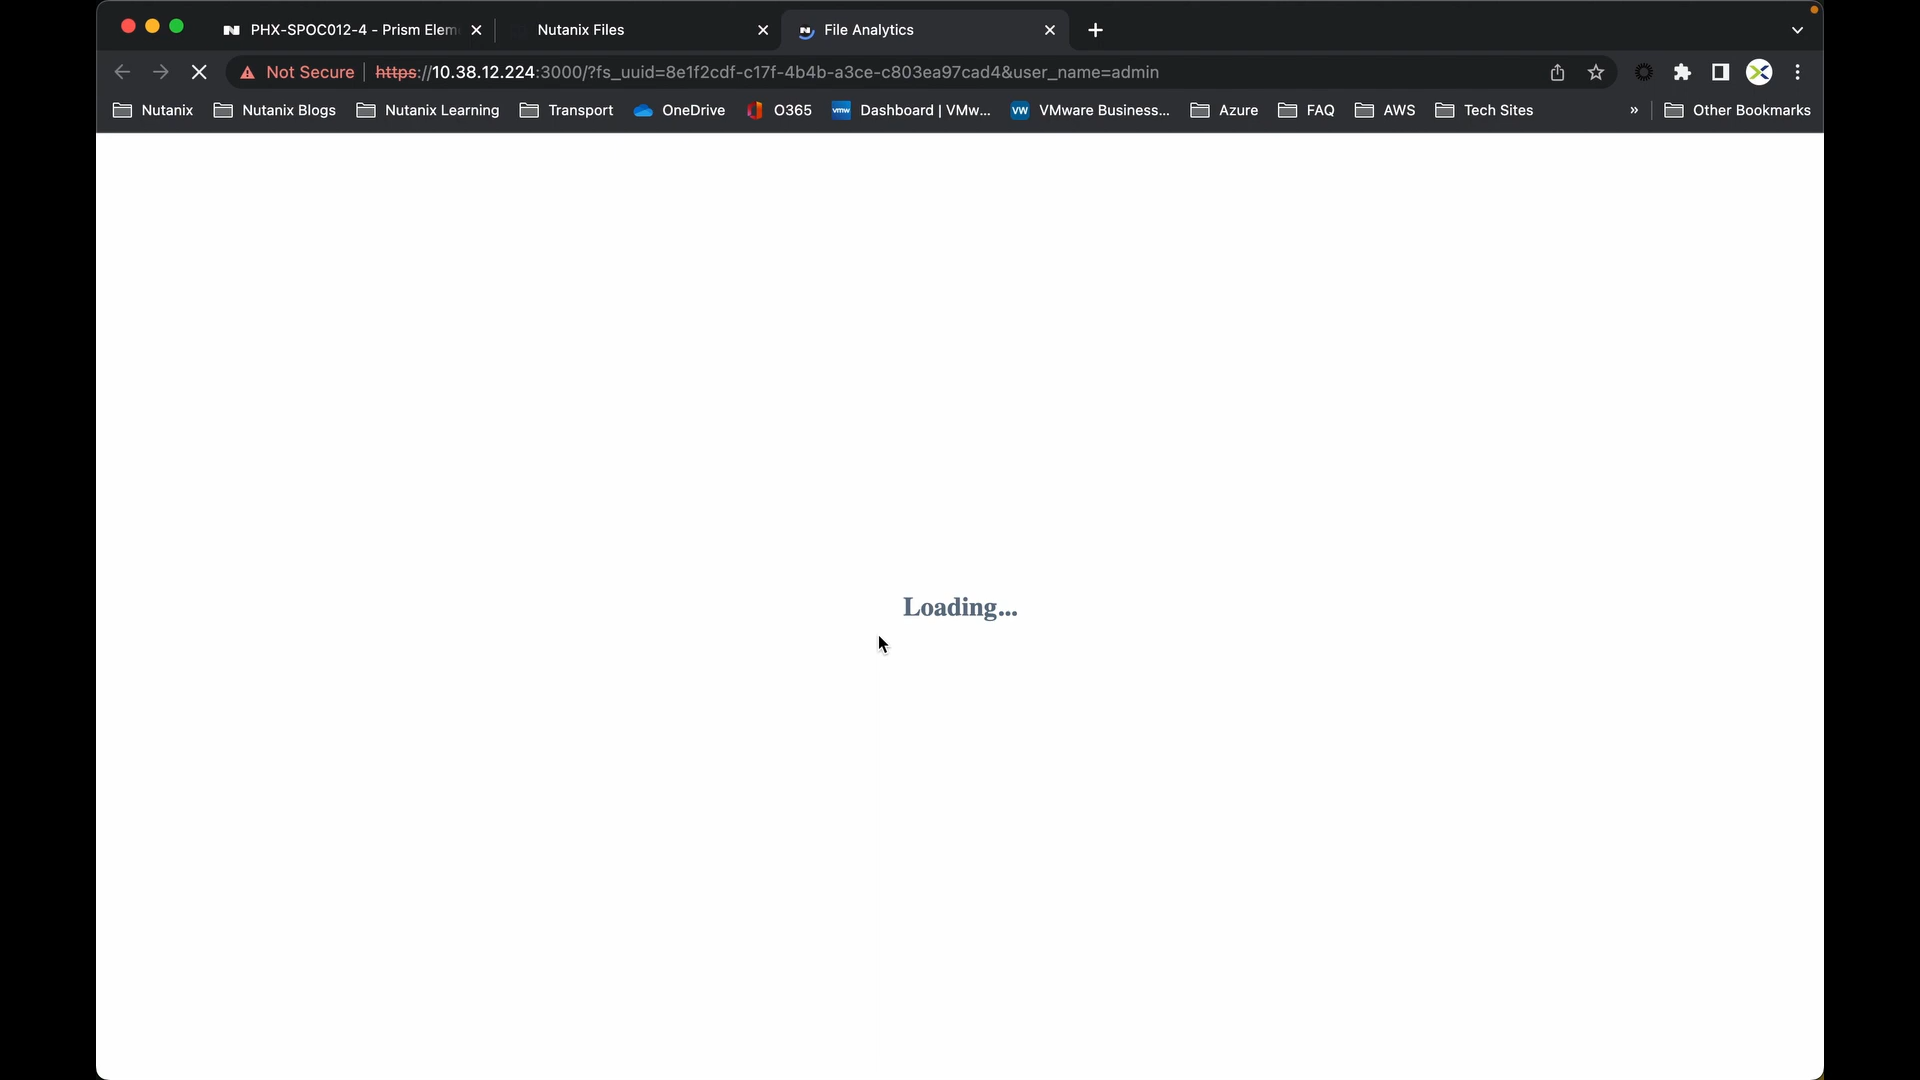 PHX-SPOC012-4 - Prism Elem
Nutanix Files
File Analytics
Not Secure
https://10.38.12.224:3000/?fs_uuid=8e1f2cdf-c17f-4b4b-a3ce-c803ea97cad4&user_name=admin
Nutanix
Nutanix Blogs
Nutanix Learning
Transport
OneDrive
O365
vmw
Dashboard | VMw...
VW
VMware Business...
Azure
FAQ
AWS
Tech Sites
»
Other Bookmarks
Loading...